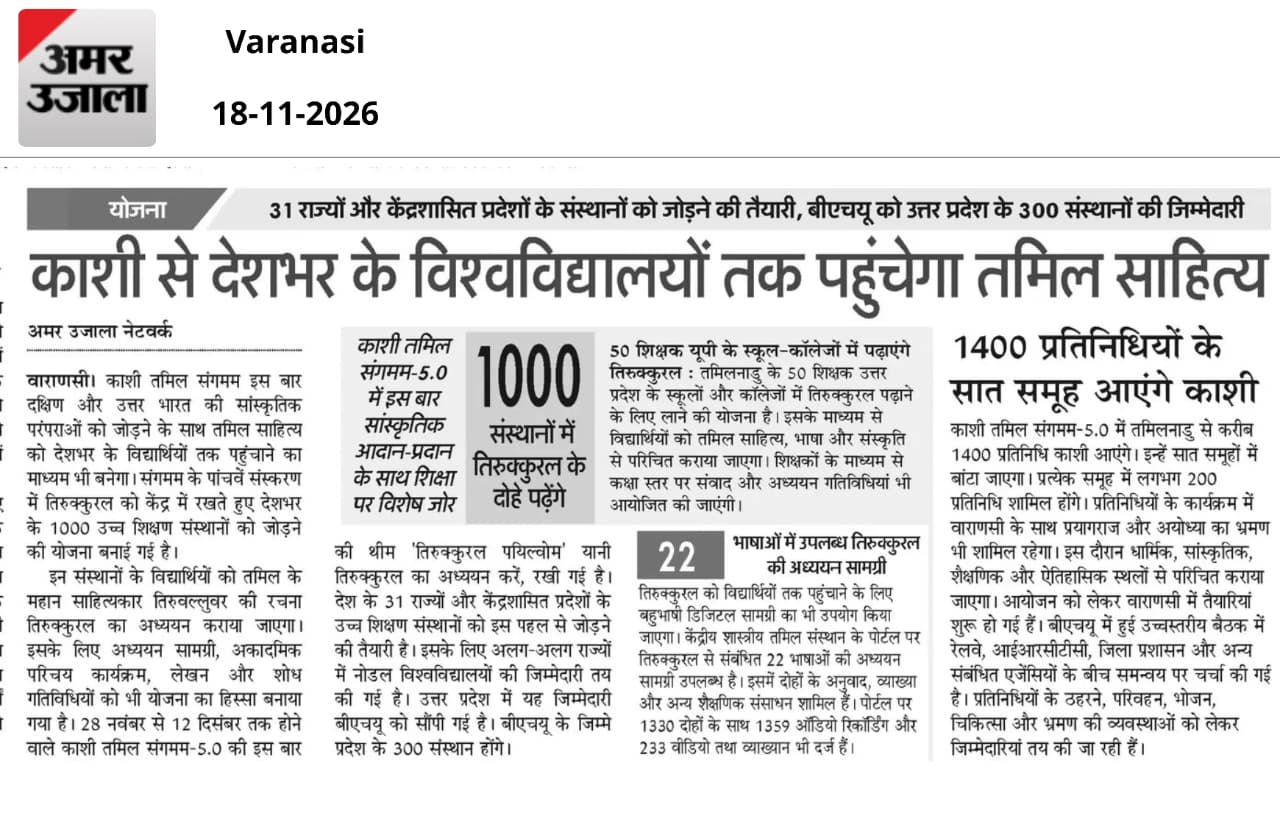 अमर
उजाला
Varanasi
18-11-2026
योजना
31 राज्यों और केंद्रशासित प्रदेशों के संस्थानों को जोड़ने की तैयारी, बीएचयू को उत्तर प्रदेश के 300 संस्थानों की जिम्मेदारी
काशी से देशभर के विश्वविद्यालयों तक पहुंचेगा तमिल साहित्य
अमर उजाला नेटवर्क
वाराणसी। काशी तमिल संगमम इस बार
दक्षिण और उत्तर भारत की सांस्कृतिक
परंपराओं को जोड़ने के साथ तमिल साहित्य
को देशभर के विद्यार्थियों तक पहुंचाने का
माध्यम भी बनेगा। संगमम के पांचवें संस्करण
में तिरुक्कुरल को केंद्र में रखते हुए देशभर
के 1000 उच्च शिक्षण संस्थानों को जोड़ने
की योजना बनाई गई है।
इन संस्थानों के विद्यार्थियों को तमिल के
महान साहित्यकार तिरुवल्लुवर की रचना
तिरुक्कुरल का अध्ययन कराया जाएगा।
इसके लिए अध्ययन सामग्री, अकादमिक
परिचय कार्यक्रम, लेखन और शोध
गतिविधियों को भी योजना का हिस्सा बनाया
गया है। 28 नवंबर से 12 दिसंबर तक होने
वाले काशी तमिल संगमम-5.0 की इस बार
काशी तमिल
संगमम-5.0
में इस बार
सांस्कृतिक
आदान-प्रदान
के साथ शिक्षा
पर विशेष जोर
1000
संस्थानों में
तिरुक्कुरल के
दोहे पढ़ेंगे
की थीम 'तिरुक्कुरल पयिल्वोम' यानी
तिरुक्कुरल का अध्ययन करें, रखी गई है।
देश के 31 राज्यों और केंद्रशासित प्रदेशों के
उच्च शिक्षण संस्थानों को इस पहल से जोड़ने
की तैयारी है। इसके लिए अलग-अलग राज्यों
में नोडल विश्वविद्यालयों की जिम्मेदारी तय
की गई है। उत्तर प्रदेश में यह जिम्मेदारी
बीएचयू को सौंपी गई है। बीएचयू के जिम्मे
प्रदेश के 300 संस्थान होंगे।
50 शिक्षक यूपी के स्कूल-कॉलेजों में पढ़ाएंगे
तिरुक्कुरल : तमिलनाडु के 50 शिक्षक उत्तर
प्रदेश के स्कूलों और कॉलेजों में तिरुक्कुरल पढ़ाने
के लिए लाने की योजना है। इसके माध्यम से
विद्यार्थियों को तमिल साहित्य, भाषा और संस्कृति
से परिचित कराया जाएगा। शिक्षकों के माध्यम से
कक्षा स्तर पर संवाद और अध्ययन गतिविधियां भी
आयोजित की जाएंगी।
22
भाषाओं में उपलब्ध तिरुक्कुरल
की अध्ययन सामग्री
तिरुक्कुरल को विद्यार्थियों तक पहुंचाने के लिए
बहुभाषी डिजिटल सामग्री का भी उपयोग किया
जाएगा। केंद्रीय शास्त्रीय तमिल संस्थान के पोर्टल पर
तिरुक्कुरल से संबंधित 22 भाषाओं की अध्ययन
सामग्री उपलब्ध है। इसमें दोहों के अनुवाद, व्याख्या
और अन्य शैक्षणिक संसाधन शामिल हैं। पोर्टल पर
1330 दोहों के साथ 1359 ऑडियो रिकॉर्डिंग और
233 वीडियो तथा व्याख्यान भी दर्ज हैं।
1400 प्रतिनिधियों के
सात समूह आएंगे काशी
काशी तमिल संगमम-5.0 में तमिलनाडु से करीब
1400 प्रतिनिधि काशी आएंगे। इन्हें सात समूहों में
बांटा जाएगा। प्रत्येक समूह में लगभग 200
प्रतिनिधि शामिल होंगे। प्रतिनिधियों के कार्यक्रम में
वाराणसी के साथ प्रयागराज और अयोध्या का भ्रमण
भी शामिल रहेगा। इस दौरान धार्मिक, सांस्कृतिक,
शैक्षणिक और ऐतिहासिक स्थलों से परिचित कराया
जाएगा। आयोजन को लेकर वाराणसी में तैयारियां
शुरू हो गई हैं। बीएचयू में हुई उच्चस्तरीय बैठक में
रेलवे, आईआरसीटीसी, जिला प्रशासन और अन्य
संबंधित एजेंसियों के बीच समन्वय पर चर्चा की गई
है। प्रतिनिधियों के ठहरने, परिवहन, भोजन,
चिकित्सा और भ्रमण की व्यवस्थाओं को लेकर
जिम्मेदारियां तय की जा रही हैं।